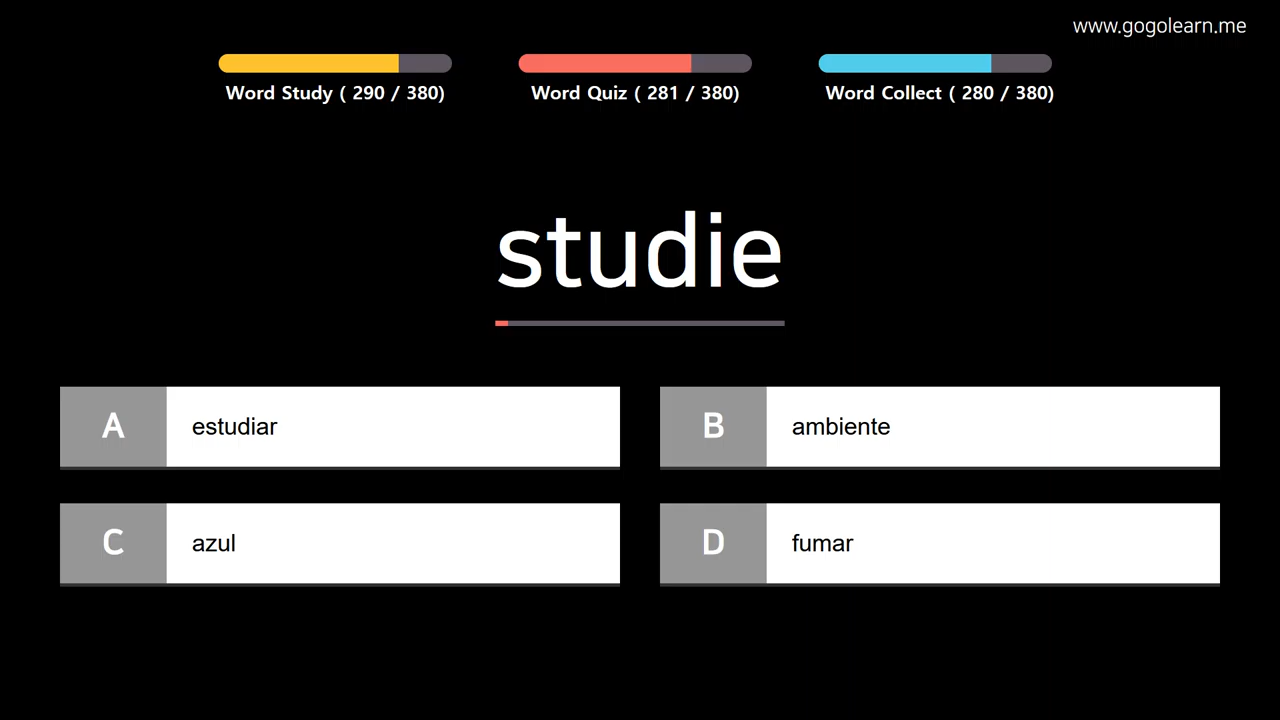 www.gogolearn.me
Word Study ( 290 / 380)
Word Quiz ( 281 / 380)
Word Collect ( 280 / 380)
studie
A estudiar
B ambiente
C azul
D fumar